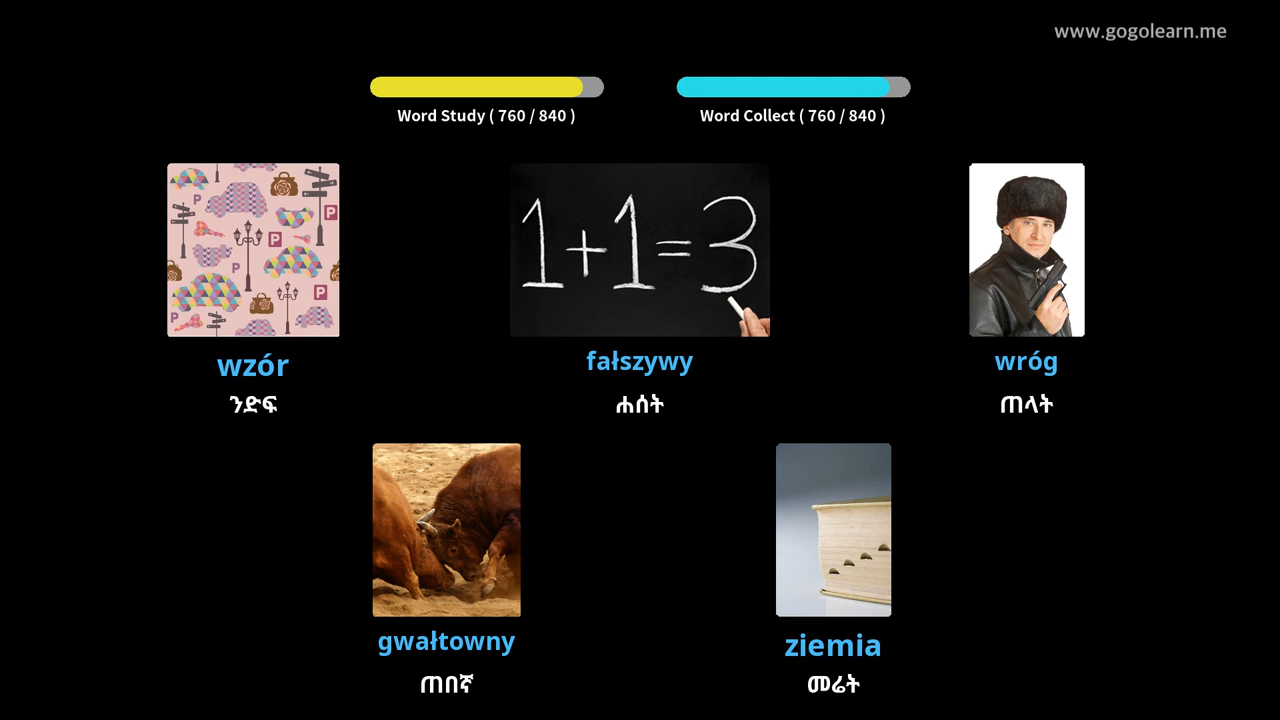 www.gogolearn.me
Word Study ( 760 / 840 )
Word Collect ( 760 / 840 )
P
P
P
P
P
P
1+1=3
wzór
fałszywy
wróg
ንድፍ
ሐሰት
ጠላት
gwałtowny
ziemia
ጠበኛ
መሬት